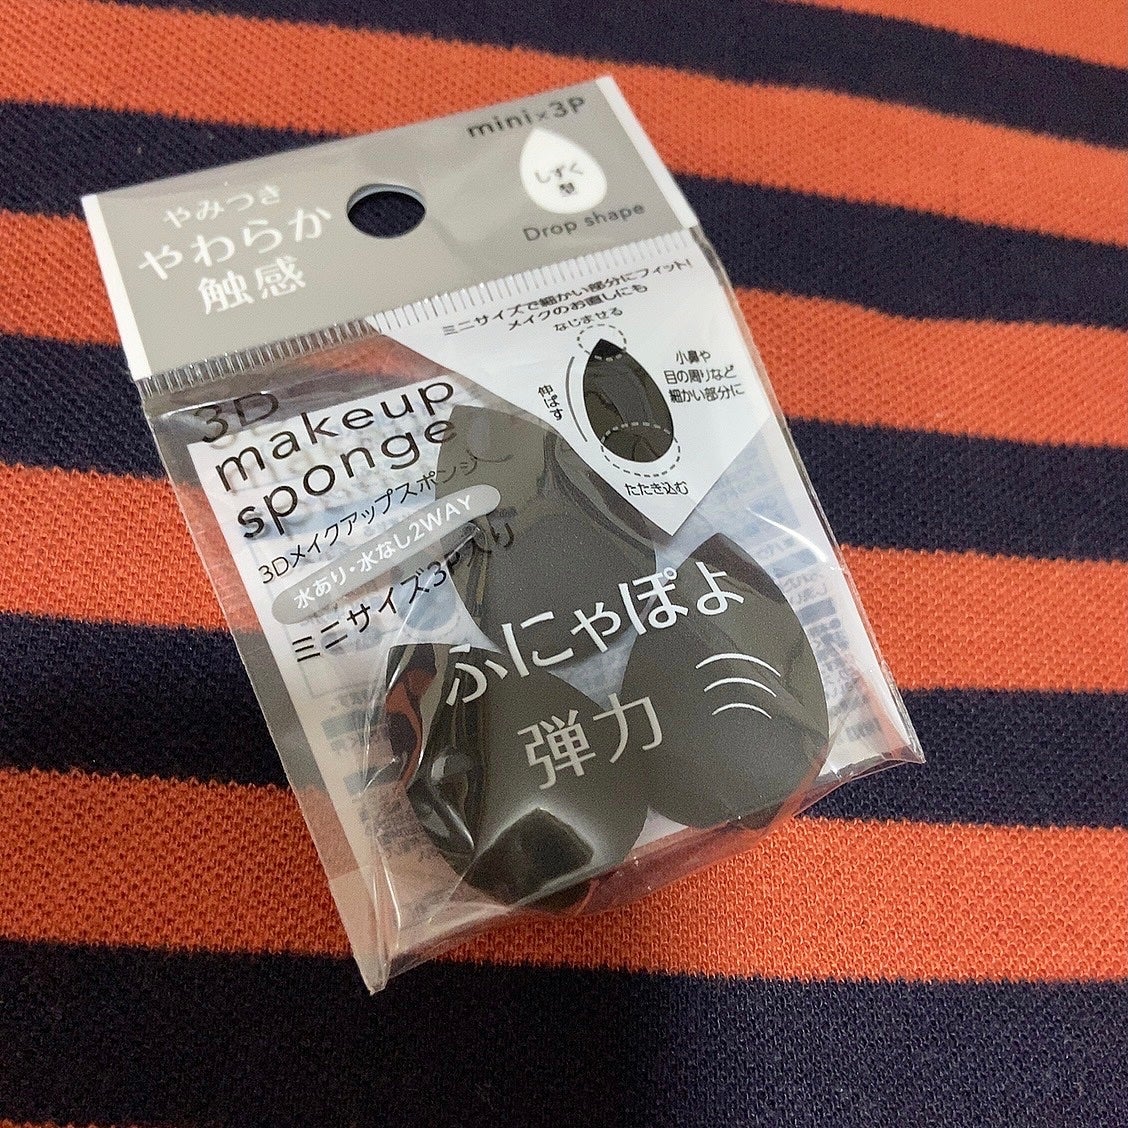 mini×3P
しずく
型
Drop shape
やみつき
やわらか
触感
ミニサイズで細かい部分にフィット!
メイクのお直しにも
なじませる
伸ばす
小鼻や
目の周りなど
細かい部分に
たたき込む
3D
makeup
sponge
3Dメイクアップスポンジ
水あり・水なし2WAY
ミニサイズ3P入り
ふにゃぽよ
弾力